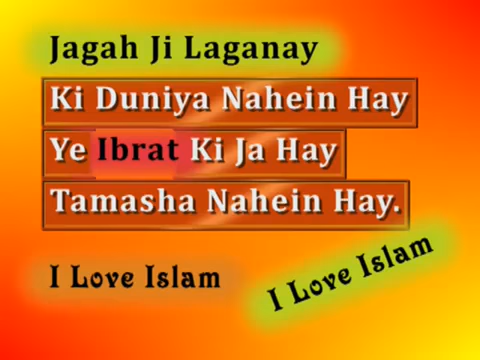 Jagah Ji Laganay
Ki Duniya Nahein Hay
Ye Ibrat Ki Ja Hay
Tamasha Nahein Hay.
I Love Islam
I Love Islam